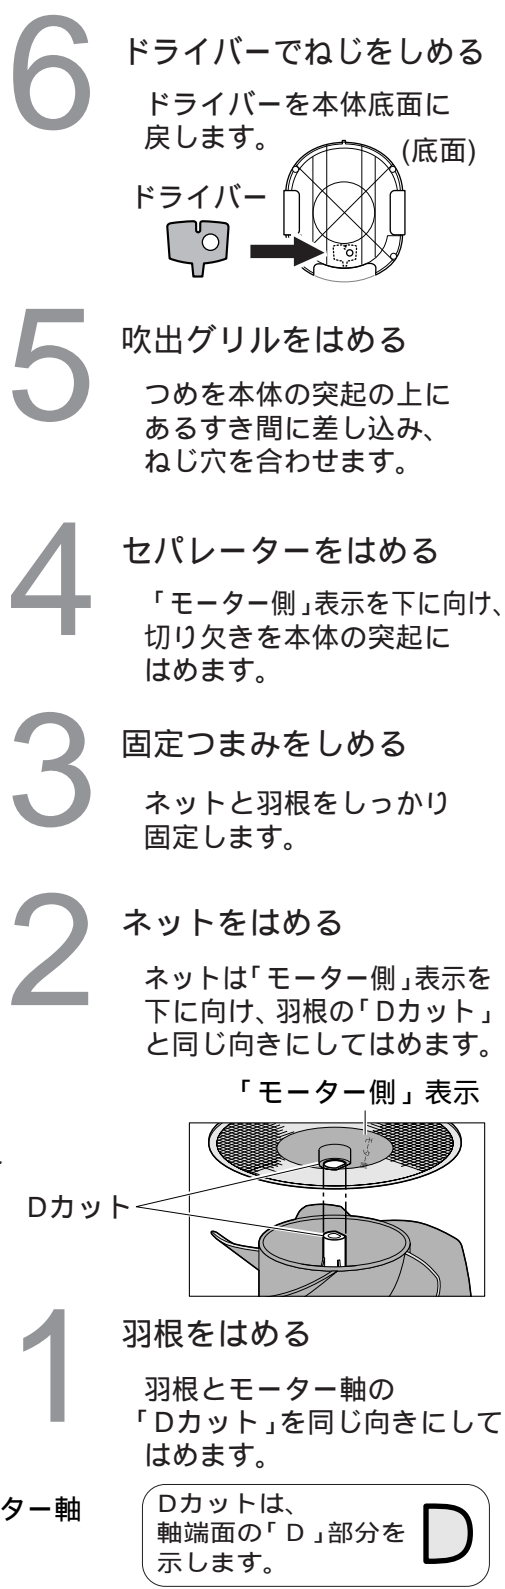 6
ドライバーでねじをしめる
ドライバーを本体底面に
戻します。
(底面)
ドライバー
5
吹出グリルをはめる
つめを本体の突起の上に
あるすき間に差し込み、
ねじ穴を合わせます。
4
セパレーターをはめる
「モーター側」表示を下に向け、
切り欠きを本体の突起に
はめます。
3
固定つまみをしめる
ネットと羽根をしっかり
固定します。
2
ネットをはめる
ネットは「モーター側」表示を
下に向け、羽根の「Dカット」
と同じ向きにしてはめます。
「モーター側」表示
モーター側
Dカット
1
羽根をはめる
羽根とモーター軸の
「Dカット」を同じ向きにして
はめます。
ター軸
Dカットは、
軸端面の「D」部分を
示します。
D